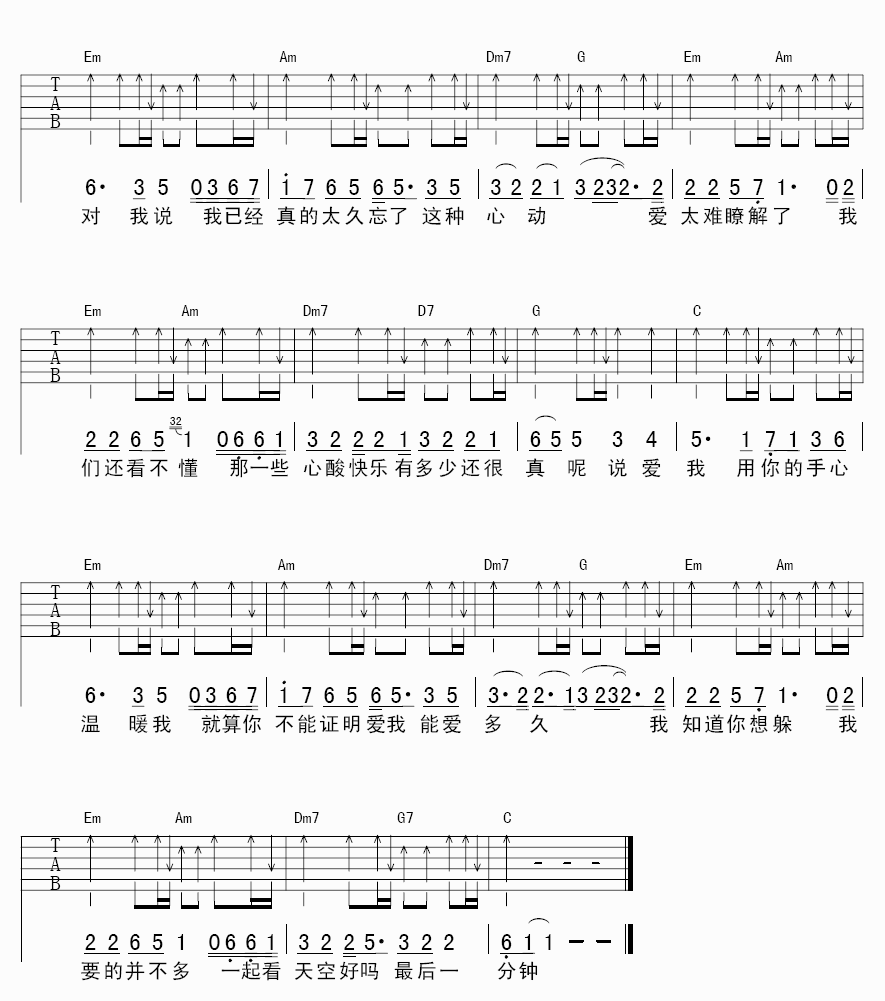 Em Am Dm7 G Em Am
T
A
B
6· 3 5 0 3 6 7 1 7 6 5 6 5· 3 5 3 2 2 1 3 2 3 2· 2 2 2 5 7 1· 0 2
对 我说 我已经 真的太久忘了 这种 心 动 爱 太难瞭解了 我
Em Am Dm7 D7 G C
T
A
B
32
2 2 6 5 1 0 6 6 1 3 2 2 2 1 3 2 2 1 6 5 5 3 4 5· 1 7 1 3 6
们还看不懂 那一些 心酸快乐有多少还很 真 呢 说 爱 我 用你的手心
Em Am Dm7 G Em Am
T
A
B
6· 3 5 0 3 6 7 1 7 6 5 6 5· 3 5 3· 2 2· 1 3 2 3 2· 2 2 2 5 7 1· 0 2
温 暖我 就算你 不能证明爱我 能爱 多 久 我 知道你想躲 我
Em Am Dm7 G7 C
T
A
B
2 2 6 5 1 0 6 6 1 3 2 2 5· 3 2 2 6 1 1 – –
要的并不多 一起看 天空好吗 最后一 分钟